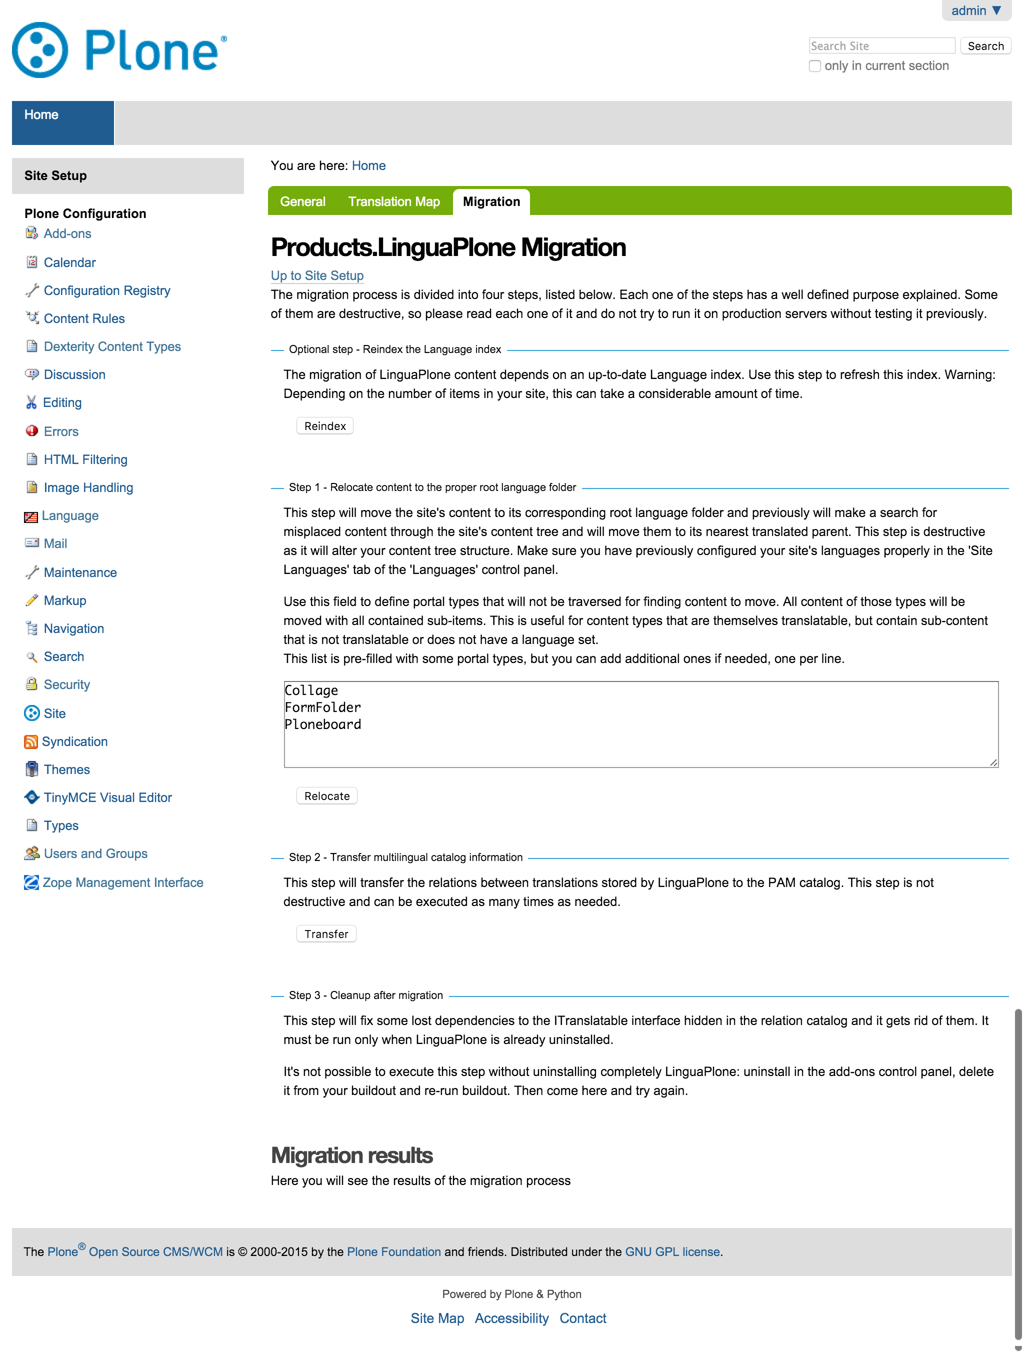 admin ▼
Plone®
Search Site
Search
only in current section
Home
Site Setup
Plone Configuration
Add-ons
Calendar
Configuration Registry
Content Rules
Dexterity Content Types
Discussion
Editing
Errors
HTML Filtering
Image Handling
Language
Mail
Maintenance
Markup
Navigation
Search
Security
Site
Syndication
Themes
TinyMCE Visual Editor
Types
Users and Groups
Zope Management Interface
You are here: Home
General Translation Map Migration
Products.LinguaPlone Migration
Up to Site Setup
The migration process is divided into four steps, listed below. Each one of the steps has a well defined purpose explained. Some
of them are destructive, so please read each one of it and do not try to run it on production servers without testing it previously.
Optional step - Reindex the Language index
The migration of LinguaPlone content depends on an up-to-date Language index. Use this step to refresh this index. Warning:
Depending on the number of items in your site, this can take a considerable amount of time.
Reindex
Step 1 - Relocate content to the proper root language folder
This step will move the site's content to its corresponding root language folder and previously will make a search for
misplaced content through the site's content tree and will move them to its nearest translated parent. This step is destructive
as it will alter your content tree structure. Make sure you have previously configured your site's languages properly in the 'Site
Languages' tab of the 'Languages' control panel.
Use this field to define portal types that will not be traversed for finding content to move. All content of those types will be
moved with all contained sub-items. This is useful for content types that are themselves translatable, but contain sub-content
that is not translatable or does not have a language set.
This list is pre-filled with some portal types, but you can add additional ones if needed, one per line.
Collage
FormFolder
Ploneboard
Relocate
Step 2 - Transfer multilingual catalog information
This step will transfer the relations between translations stored by LinguaPlone to the PAM catalog. This step is not
destructive and can be executed as many times as needed.
Transfer
Step 3 - Cleanup after migration
This step will fix some lost dependencies to the ITranslatable interface hidden in the relation catalog and it gets rid of them. It
must be run only when LinguaPlone is already uninstalled.
It's not possible to execute this step without uninstalling completely LinguaPlone: uninstall in the add-ons control panel, delete
it from your buildout and re-run buildout. Then come here and try again.
Migration results
Here you will see the results of the migration process
The Plone® Open Source CMS/WCM is © 2000-2015 by the Plone Foundation and friends. Distributed under the GNU GPL license.
Powered by Plone & Python
Site Map Accessibility Contact